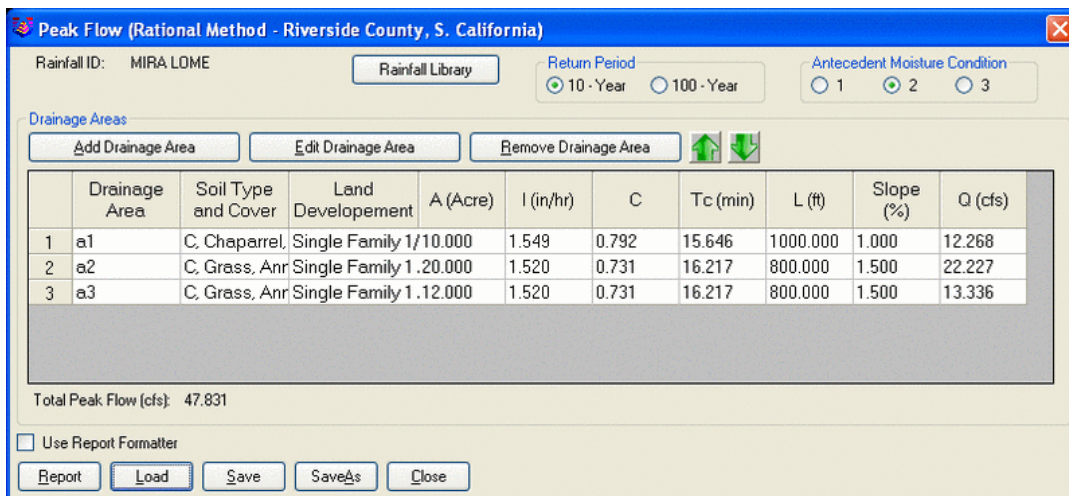 Peak Flow (Rational Method - Riverside County, S. California)
Rainfall ID: MIRA LOME
Rainfall Library
Return Period
10 - Year 100 - Year
Antecedent Moisture Condition
1 2 3
Drainage Areas
Add Drainage Area Edit Drainage Area Remove Drainage Area
Drainage Area Soil Type and Cover Land Developement A (Acre) I (in/hr) C Tc (min) L (ft) Slope (%) Q (cfs)
1 a1 C, Chaparrel, Single Family 1/ 10.000 1.549 0.792 15.646 1000.000 1.000 12.268
2 a2 C, Grass, Anr Single Family 1. 20.000 1.520 0.731 16.217 800.000 1.500 22.227
3 a3 C, Grass, Anr Single Family 1. 12.000 1.520 0.731 16.217 800.000 1.500 13.336
Total Peak Flow (cfs): 47.831
Use Report Formatter
Report Load Save SaveAs Close